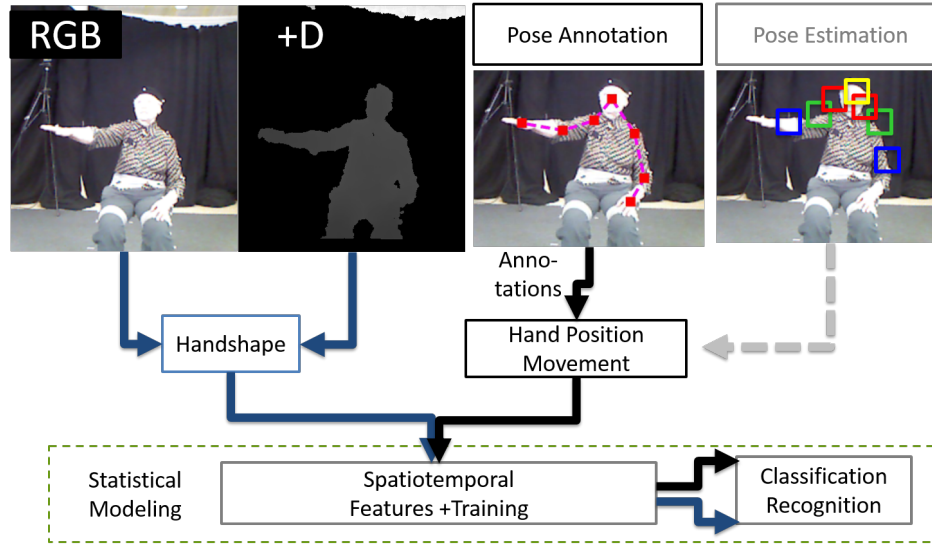 RGB
+D
Pose Annotation
Pose Estimation
Anno-
tations
Handshape
Hand Position
Movement
Statistical
Modeling
Spatiotemporal
Features +Training
Classification
Recognition